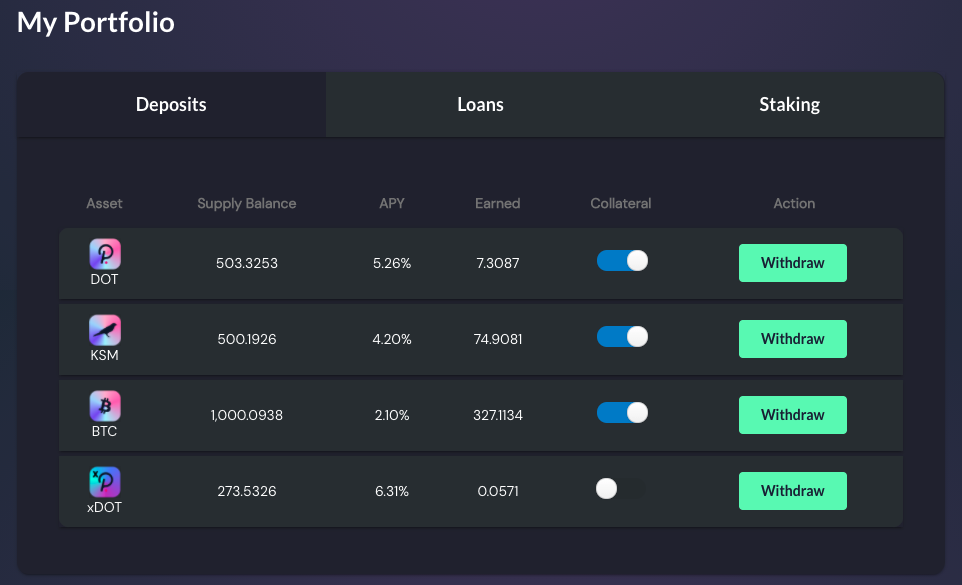 My Portfolio
Deposits Loans Staking
Asset Supply Balance APY Earned Collateral Action
DOT 503.3253 5.26% 7.3087 Withdraw
KSM 500.1926 4.20% 74.9081 Withdraw
BTC 1,000.0938 2.10% 327.1134 Withdraw
xDOT 273.5326 6.31% 0.0571 Withdraw